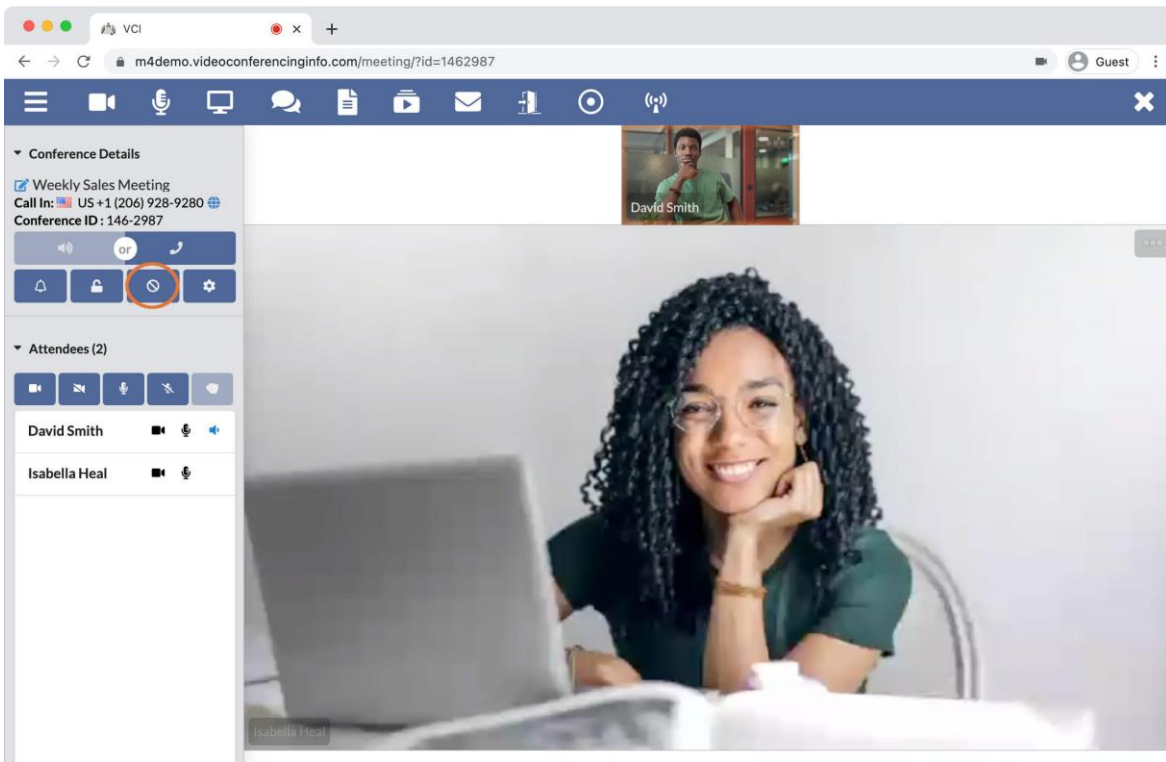 VCI
m4demo.videoconferencinginfo.com/meeting/?id=1462987
Guest
Conference Details
Weekly Sales Meeting
Call In: US +1 (206) 928-9280
Conference ID : 146-2987
or
Attendees (2)
David Smith
Isabella Heal
David Smith
Isabella Heal